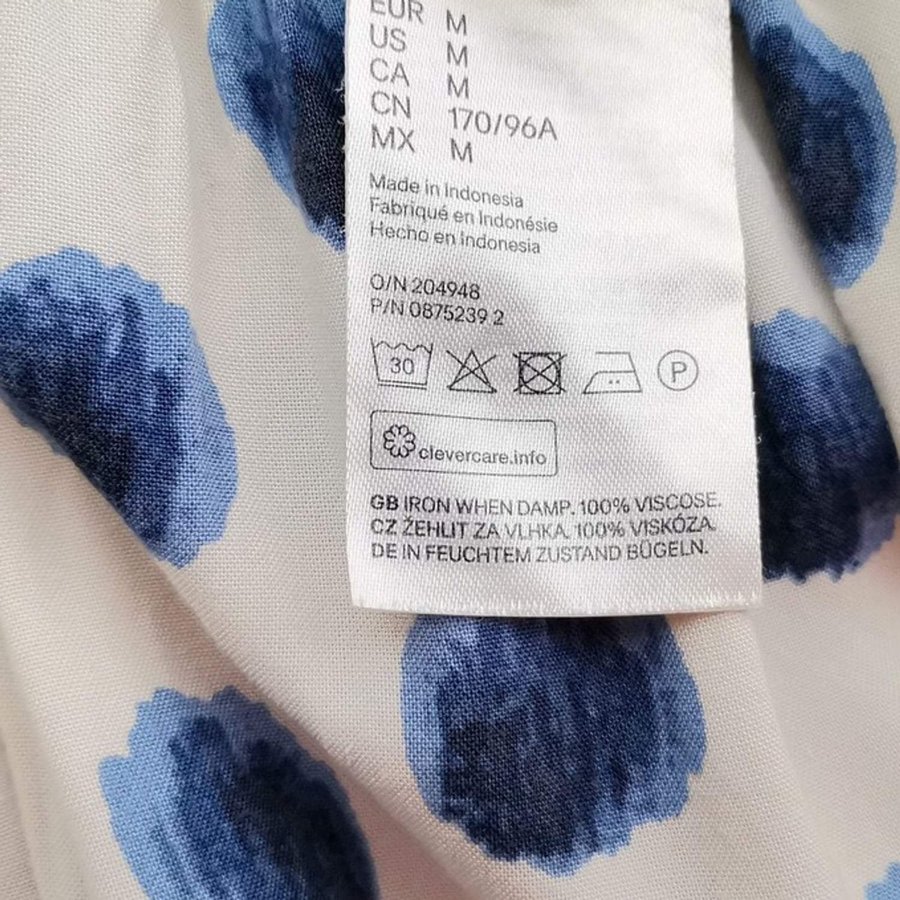 EUR M
US M
CA M
CN 170/96A
MX M
Made in Indonesia
Fabriqué en Indonésie
Hecho en Indonesia
O/N 204948
P/N 0875239 2
30 P
clevercare.info
GB IRON WHEN DAMP. 100% VISCOSE.
CZ ŽEHLIT ZA VLHKA. 100% VISKÓZA.
DE IN FEUCHTEM ZUSTAND BÜGELN.